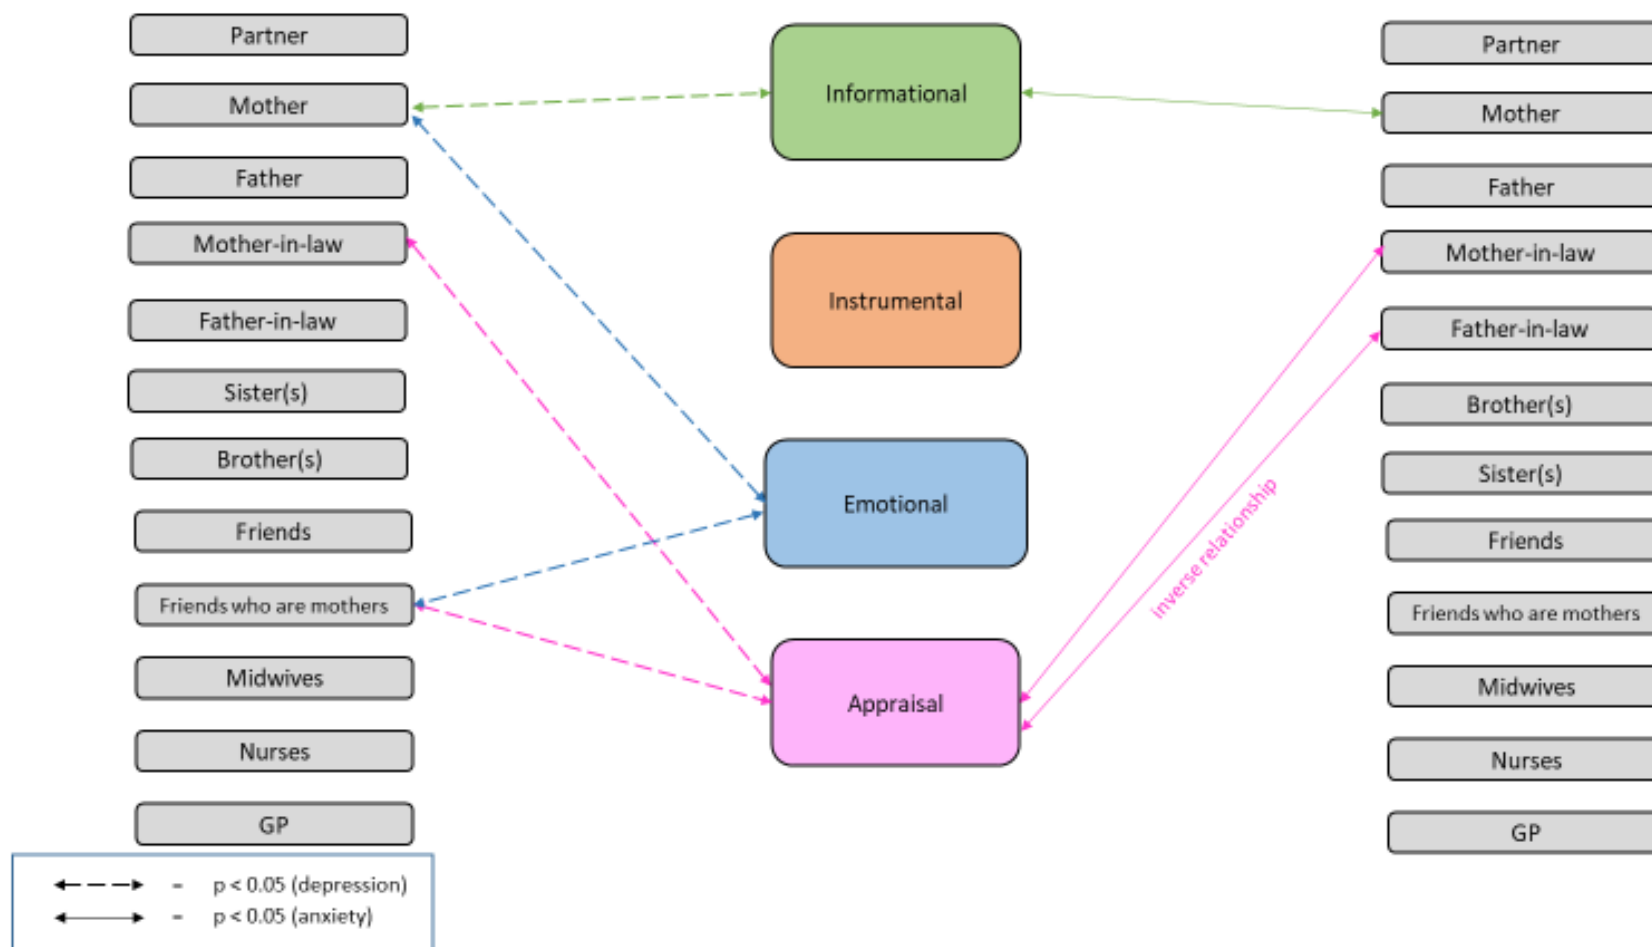 Partner
Mother
Father
Mother-in-law
Father-in-law
Sister(s)
Brother(s)
Friends
Friends who are mothers
Midwives
Nurses
GP
Informational
Instrumental
Emotional
Appraisal
inverse relationship
Partner
Mother
Father
Mother-in-law
Father-in-law
Brother(s)
Sister(s)
Friends
Friends who are mothers
Midwives
Nurses
GP
= p < 0.05 (depression)
= p < 0.05 (anxiety)